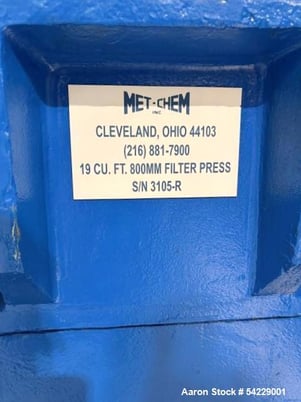 MET-CHEM
INC
CLEVELAND, OHIO 44103
(216) 881-7900
19 CU. FT. 800MM FILTER PRESS
S/N 3105-R
Aaron Stock # 54229001